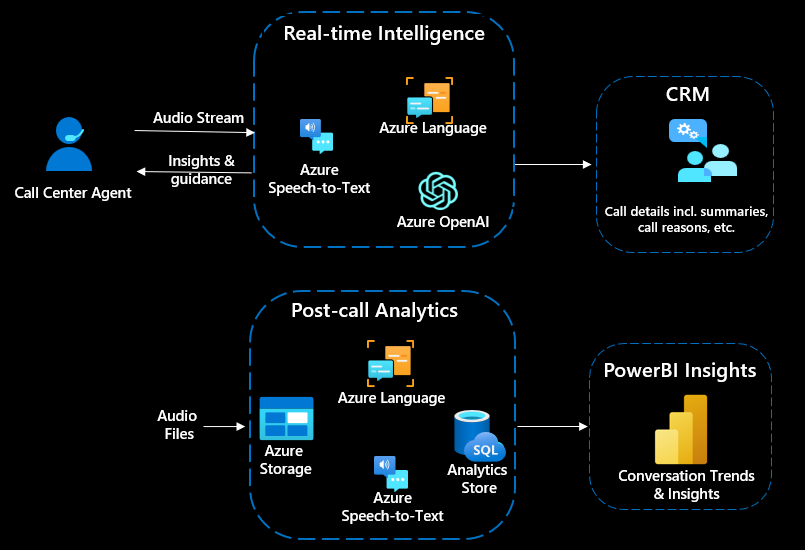 Real-time Intelligence
Audio Stream
Insights &
guidance
Call Center Agent
Azure Language
Azure
Speech-to-Text
Azure OpenAI
CRM
Call details incl. summaries,
call reasons, etc.
Post-call Analytics
Audio
Files
Azure Language
Azure
Storage
Azure
Speech-to-Text
SQL
Analytics
Store
PowerBI Insights
Conversation Trends
& Insights